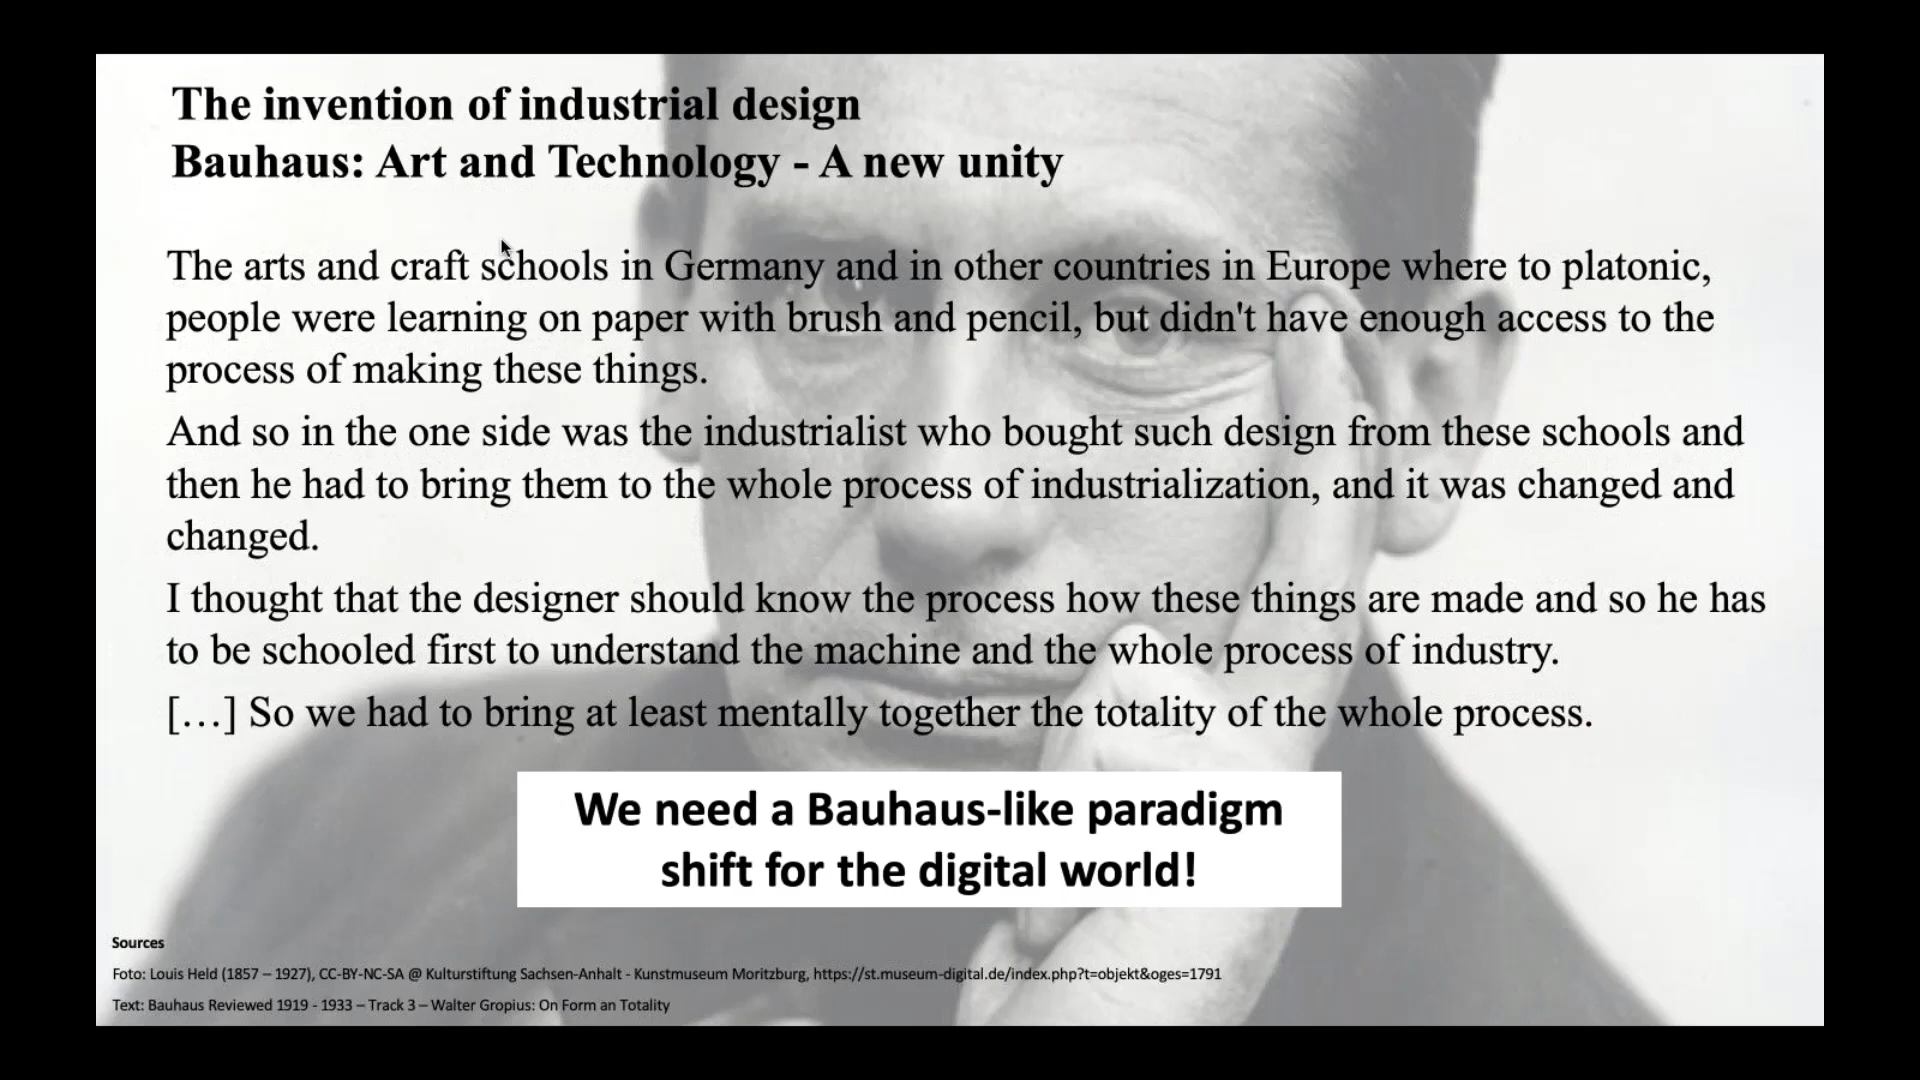 The invention of industrial design
Bauhaus: Art and Technology - A new unity
The arts and craft schools in Germany and in other countries in Europe where to platonic,
people were learning on paper with brush and pencil, but didn't have enough access to the
process of making these things.
And so in the one side was the industrialist who bought such design from these schools and
then he had to bring them to the whole process of industrialization, and it was changed and
changed.
I thought that the designer should know the process how these things are made and so he has
to be schooled first to understand the machine and the whole process of industry.
[…] So we had to bring at least mentally together the totality of the whole process.
We need a Bauhaus-like paradigm
shift for the digital world!
Sources
Foto: Louis Held (1857 – 1927), CC-BY-NC-SA @ Kulturstiftung Sachsen-Anhalt - Kunstmuseum Moritzburg, https://st.museum-digital.de/index.php?t=objekt&oges=1791
Text: Bauhaus Reviewed 1919 - 1933 – Track 3 – Walter Gropius: On Form an Totality